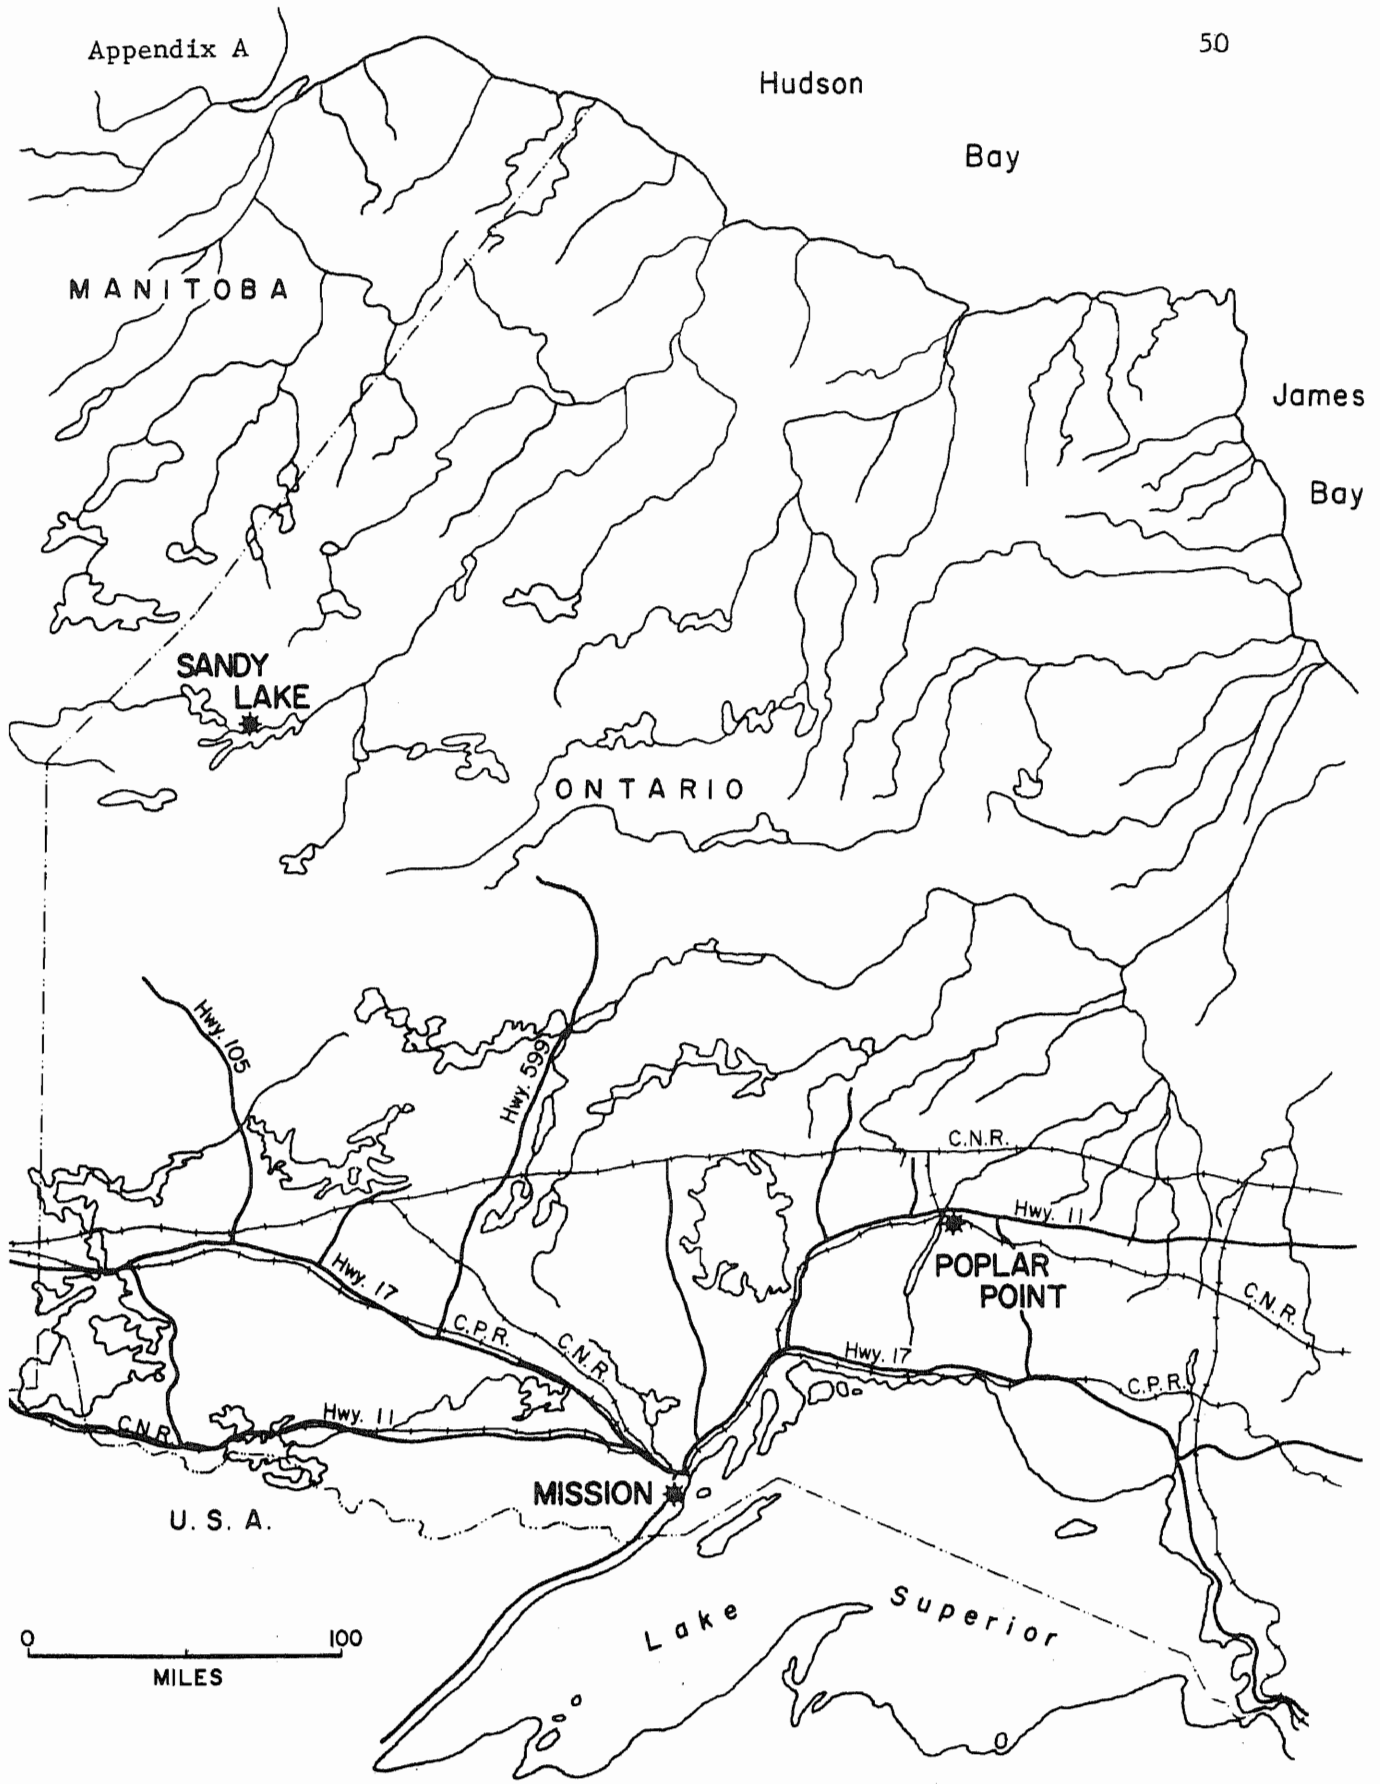 Appendix A
50
Hudson
Bay
MANITOBA
James
Bay
SANDY
LAKE
ONTARIO
Hwy. 105
Hwy. 599
C.N.R.
Hwy. 11
POPLAR
POINT
Hwy. 17
C.P.R.
C.N.R.
C.N.R.
Hwy. 17
C.P.R.
Hwy. 11
C.N.R.
MISSION
U. S. A.
Lake Superior
0 100
MILES